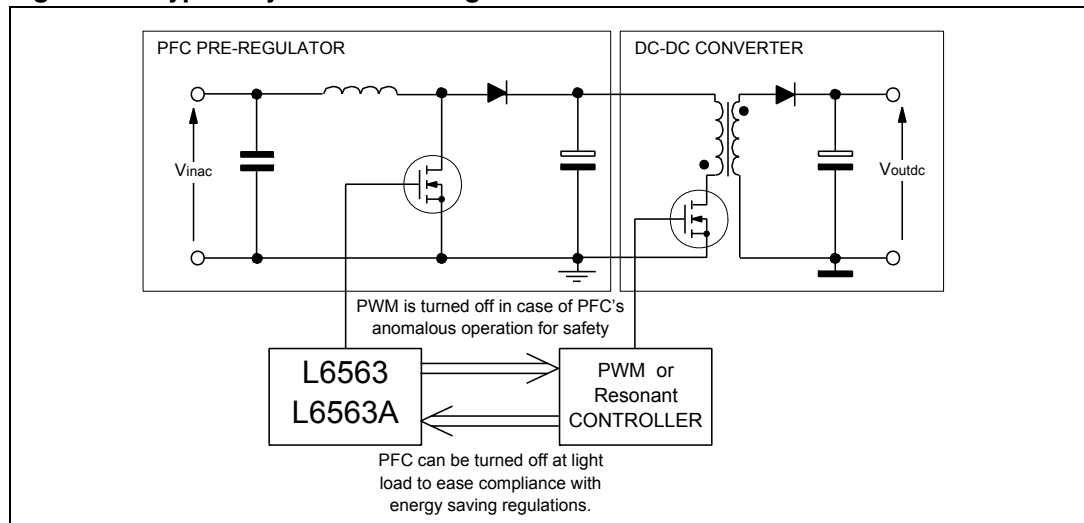 PFC PRE-REGULATOR
DC-DC CONVERTER
Vinac
Voutdc
PWM is turned off in case of PFC's
anomalous operation for safety
L6563
L6563A
PWM or
Resonant
CONTROLLER
PFC can be turned off at light
load to ease compliance with
energy saving regulations.